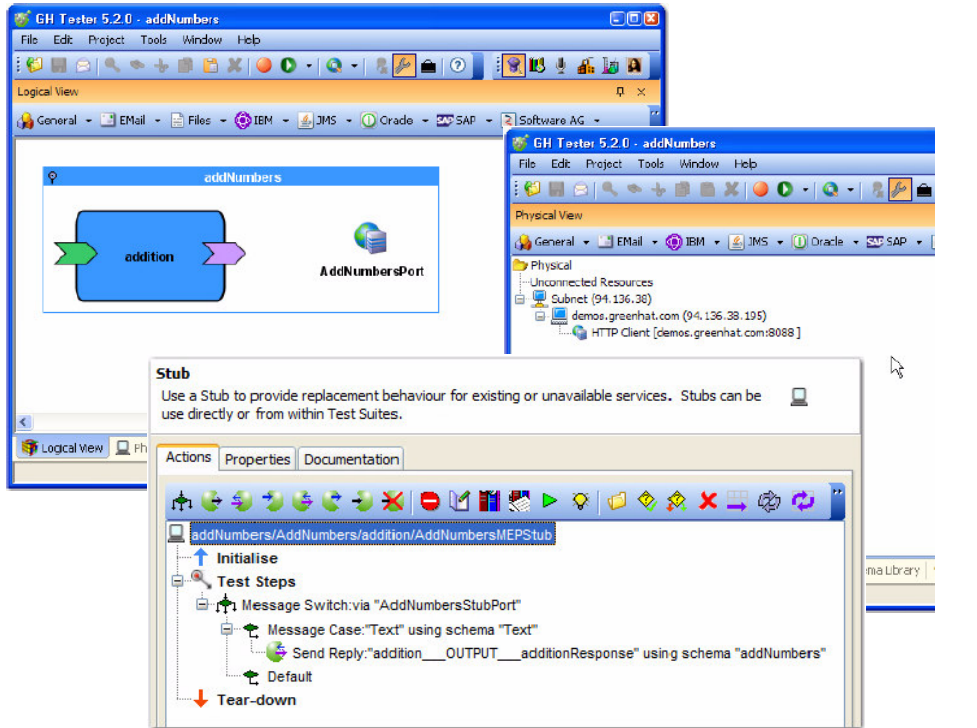 GH Tester 5.2.0 - addNumbers
File Edit Project Tools Window Help
Logical View
General EMail Files IBM JMS Oracle SAP Software AG
addNumbers
addition
AddNumbersPort
Logical View Ph
GH Tester 5.2.0 - addNumbers
File Edit Project Tools Window Help
Physical View
General EMail IBM JMS Oracle SAP
Physical
Unconnected Resources
Subnet (94.136.38)
demos.greenhat.com (94.136.38.195)
HTTP Client [demos.greenhat.com:8088 ]
ma Library
Stub
Use a Stub to provide replacement behaviour for existing or unavailable services. Stubs can be
use directly or from within Test Suites.
Actions Properties Documentation
addNumbers/AddNumbers/addition/AddNumbersMEPStub
Initialise
Test Steps
Message Switch:via "AddNumbersStubPort"
Message Case:"Text" using schema "Text"
Send Reply:"addition___OUTPUT___additionResponse" using schema "addNumbers"
Default
Tear-down